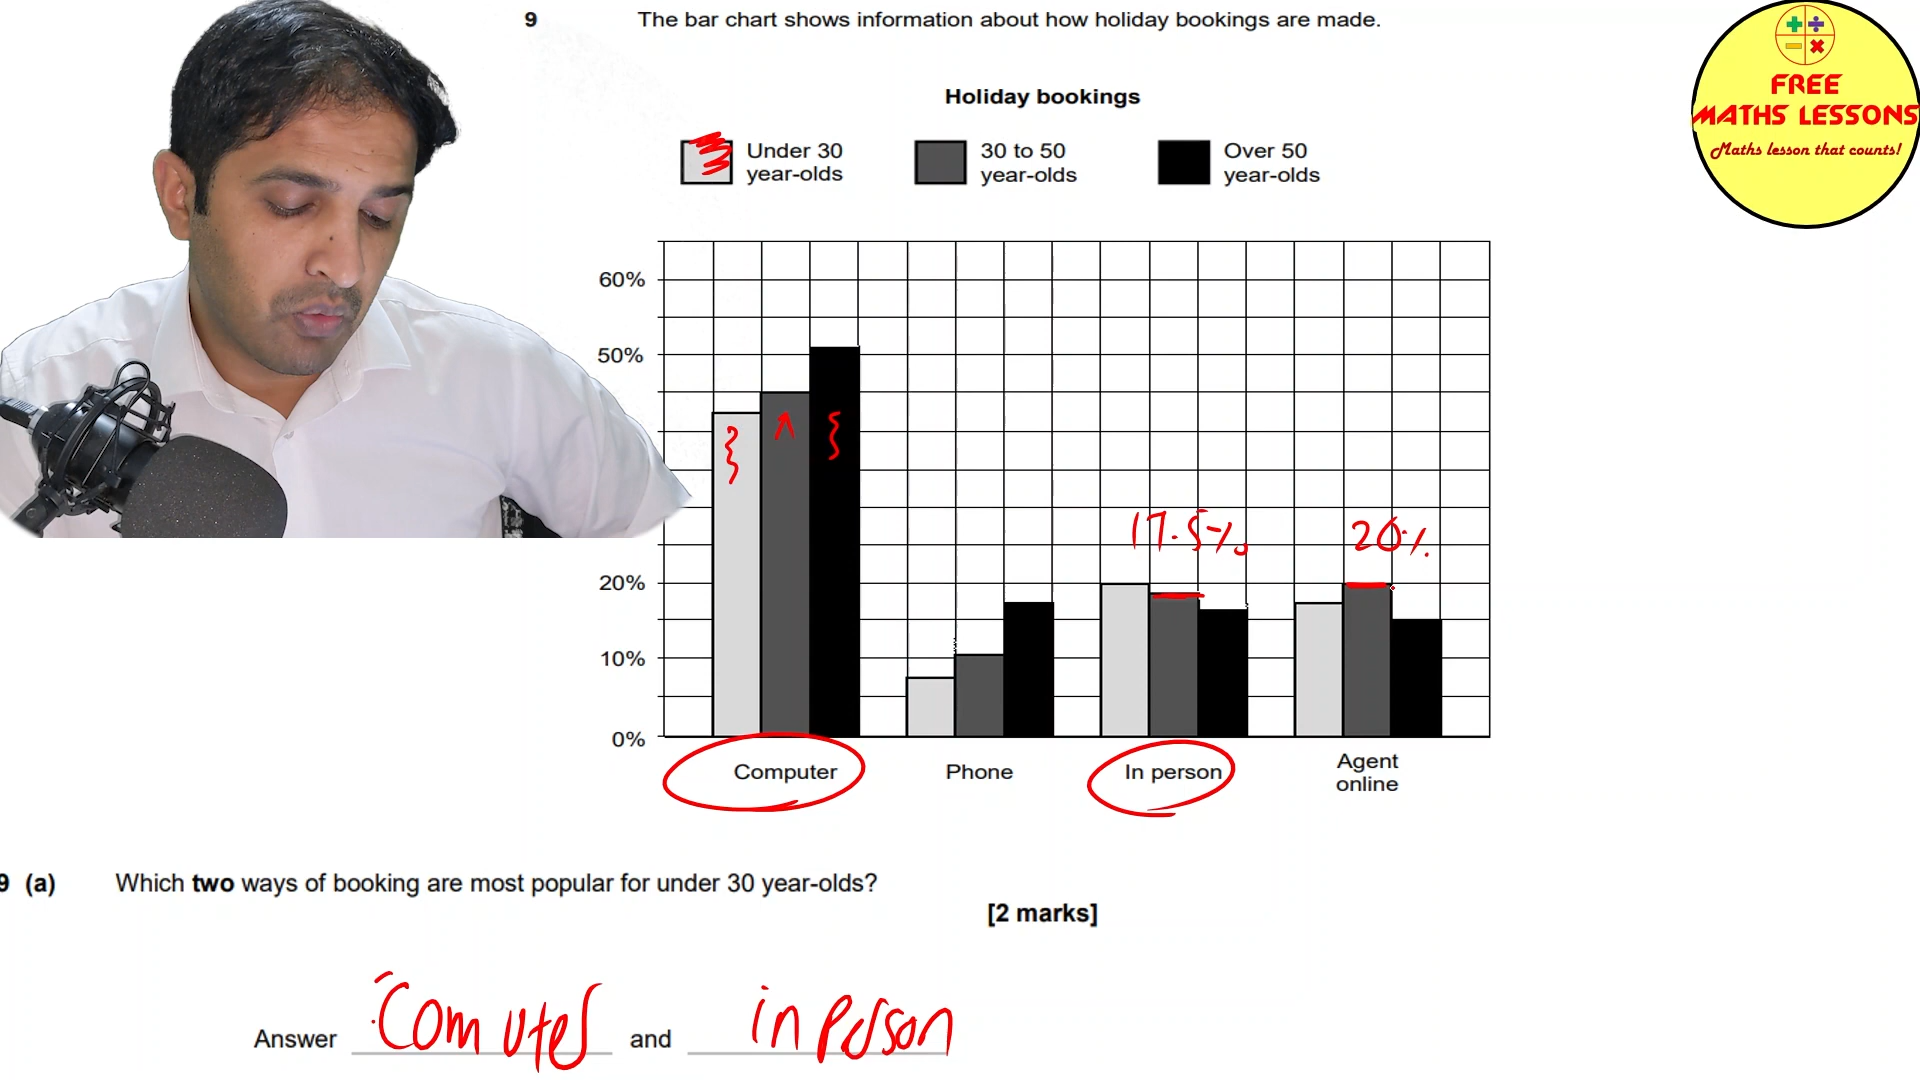 9 The bar chart shows information about how holiday bookings are made.
FREE
MATHS LESSONS
Maths lesson that counts!
Holiday bookings
Under 30
year-olds
30 to 50
year-olds
Over 50
year-olds
60%
50%
20%
10%
0%
17.5%
20%
Computer
Phone
In person
Agent
online
9 (a) Which two ways of booking are most popular for under 30 year-olds?
[2 marks]
Answer Com uter and in person